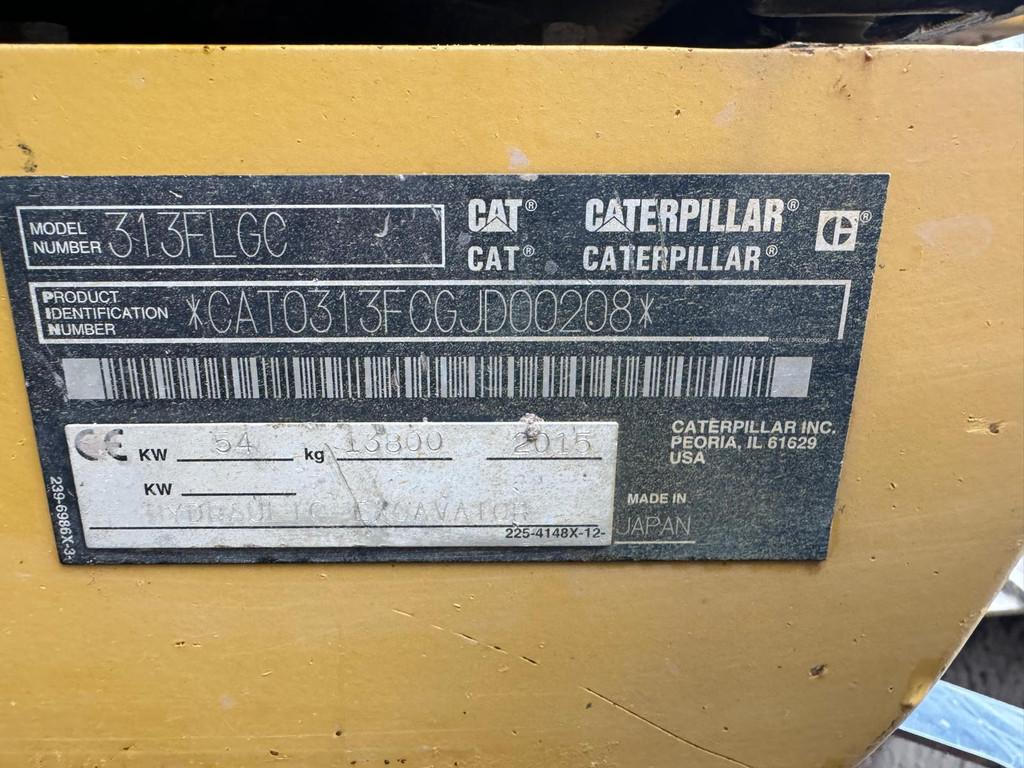 MODEL NUMBER 313FLGC
CAT® CATERPILLAR® ®
CAT® CATERPILLAR®
PRODUCT IDENTIFICATION NUMBER *CAT0313FCGJD00208*
CATERPILLAR INC.
PEORIA, IL 61629
USA
CE KW 54 kg 13800 2015
KW
HYDRAULIC EXCAVATOR
225-4148X-12-
MADE IN
JAPAN
239-6986X-3-